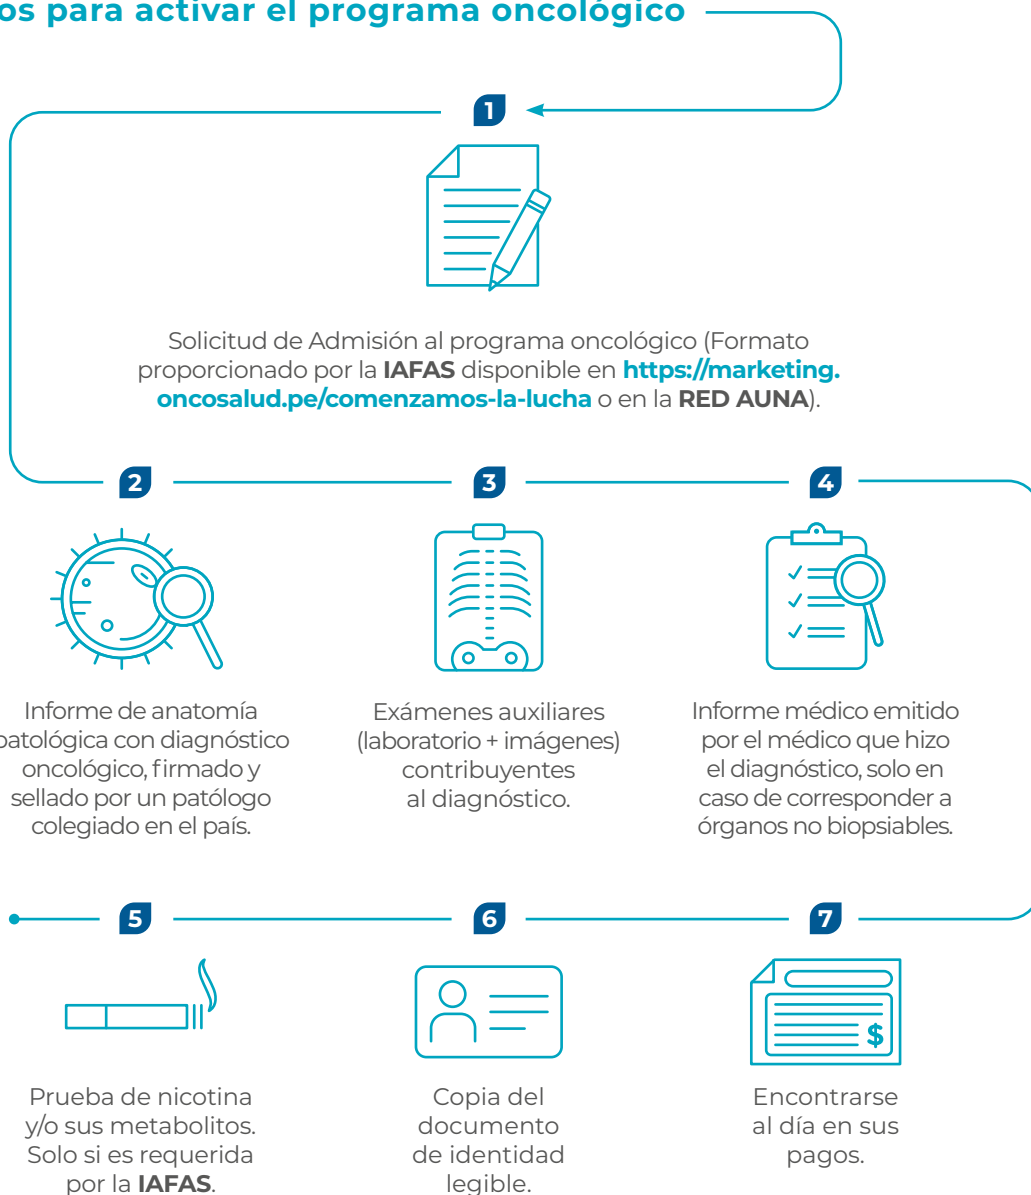 os para activar el programa oncológico
1
Solicitud de Admisión al programa oncológico (Formato
proporcionado por la IAFAS disponible en https://marketing.
oncosalud.pe/comenzamos-la-lucha o en la RED AUNA).
2
Informe de anatomía
patológica con diagnóstico
oncológico, firmado y
sellado por un patólogo
colegiado en el país.
3
Exámenes auxiliares
(laboratorio + imágenes)
contribuyentes
al diagnóstico.
4
Informe médico emitido
por el médico que hizo
el diagnóstico, solo en
caso de corresponder a
órganos no biopsiables.
5
Prueba de nicotina
y/o sus metabolitos.
Solo si es requerida
por la IAFAS.
6
Copia del
documento
de identidad
legible.
7
$
Encontrarse
al día en sus
pagos.